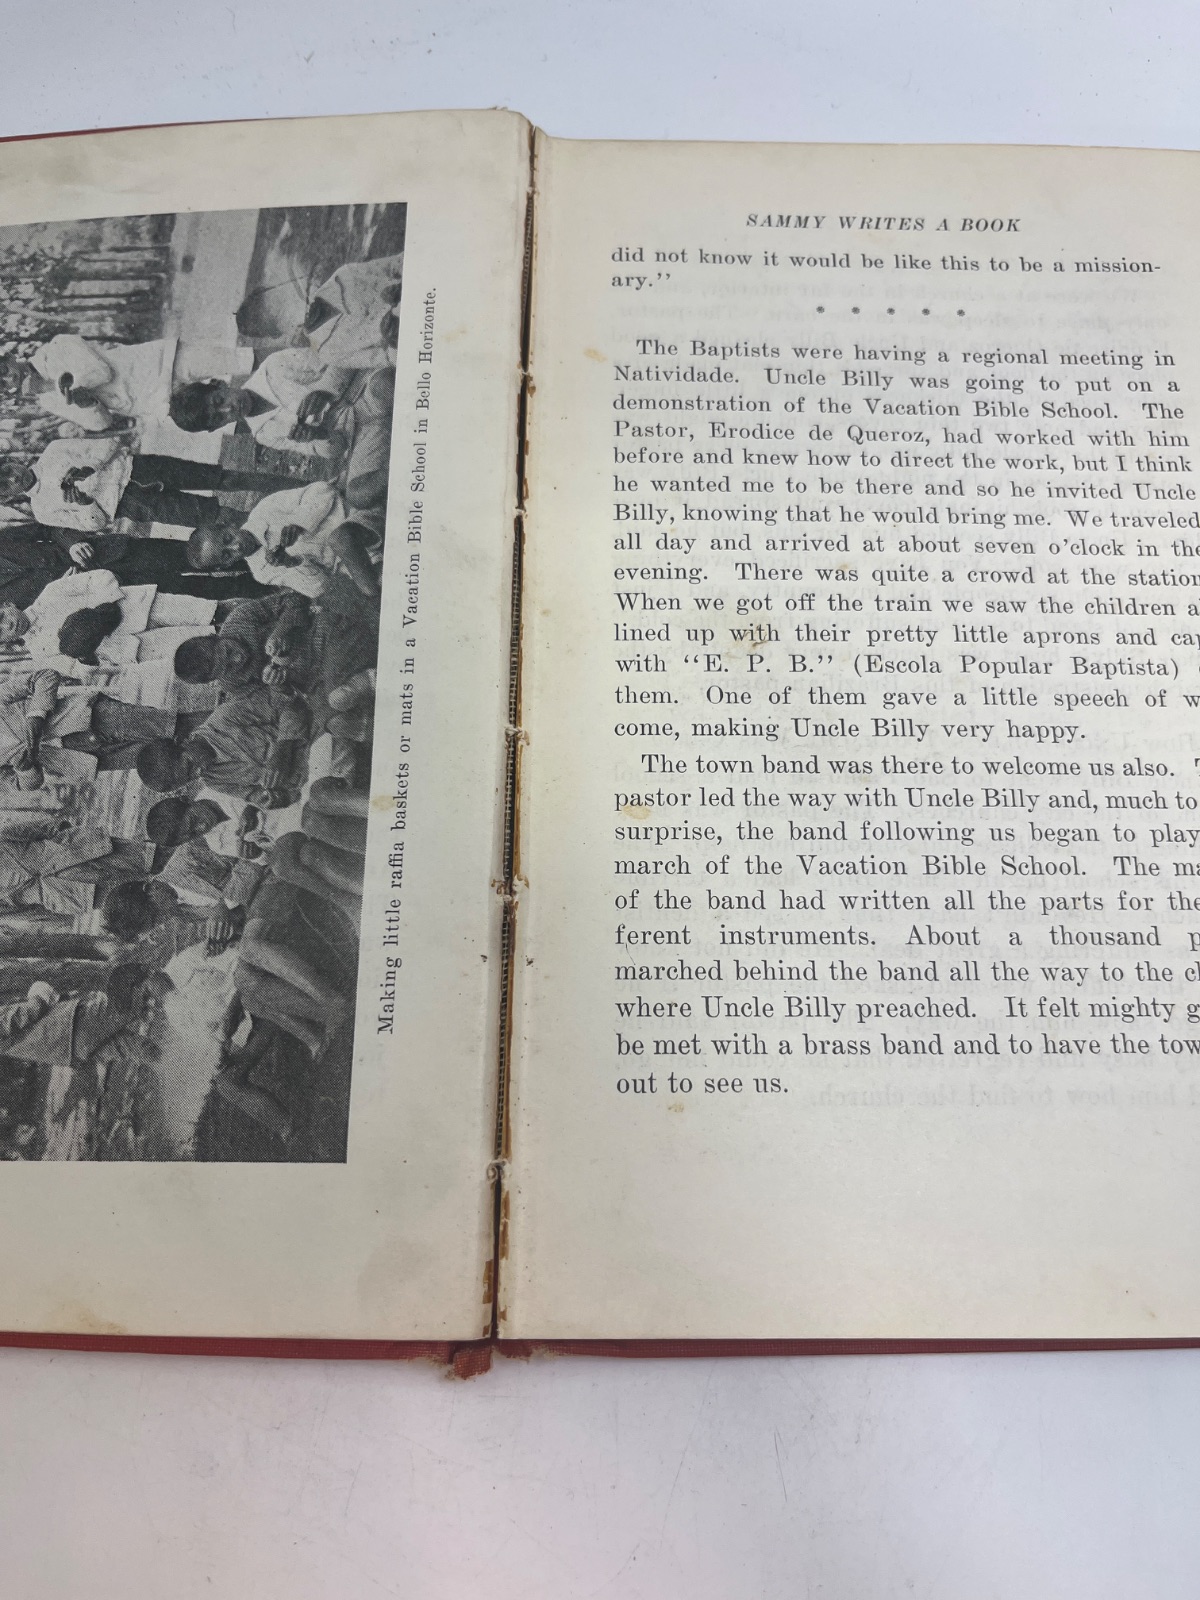 Making little raffia baskets or mats in a Vacation Bible School in Bello Horizonte.
SAMMY WRITES A BOOK
did not know it would be like this to be a mission-
ary.”
* * * * *
The Baptists were having a regional meeting in
Natividade. Uncle Billy was going to put on a
demonstration of the Vacation Bible School. The
Pastor, Erodice de Queroz, had worked with him
before and knew how to direct the work, but I think
he wanted me to be there and so he invited Uncle
Billy, knowing that he would bring me. We traveled
all day and arrived at about seven o’clock in the
evening. There was quite a crowd at the station
When we got off the train we saw the children
lined up with their pretty little aprons and
with “E. P. B.” (Escola Popular Baptista)
them. One of them gave a little speech of
come, making Uncle Billy very happy.
The town band was there to welcome us also.
pastor led the way with Uncle Billy and, much to
surprise, the band following us began to play
march of the Vacation Bible School. The
of the band had written all the parts for the
ferent instruments. About a thousand
marched behind the band all the way to the
where Uncle Billy preached. It felt mighty
be met with a brass band and to have the
out to see us.